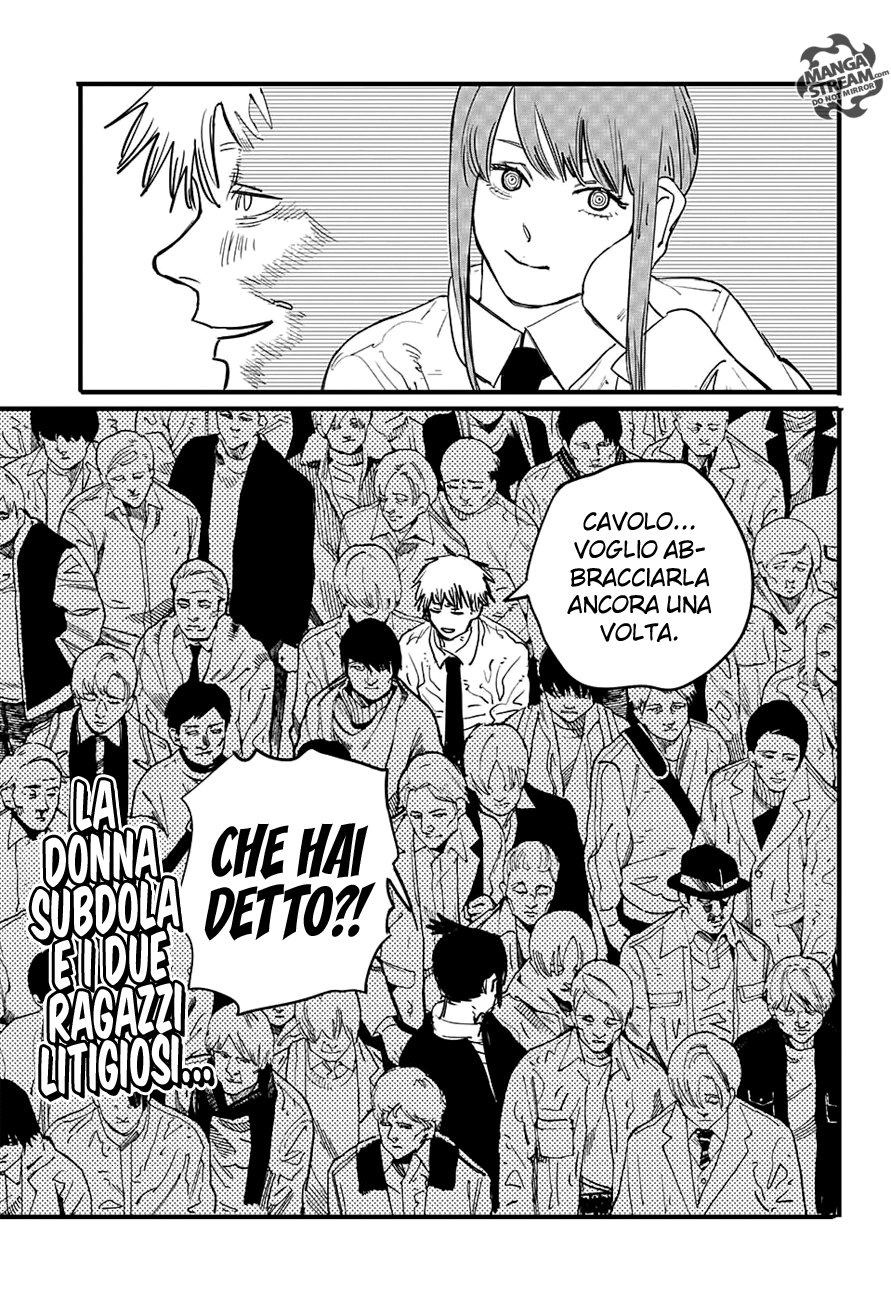 MANGA
STREAM.com
DO NOT MIRROR!
CAVOLO...
VOGLIO AB-
BRACCIARLA
ANCORA UNA
VOLTA.
CHE HAI
DETTO?!
LA
DONNA
SUBDOLA
E I DUE
RAGAZZI
LITIGIOSI...